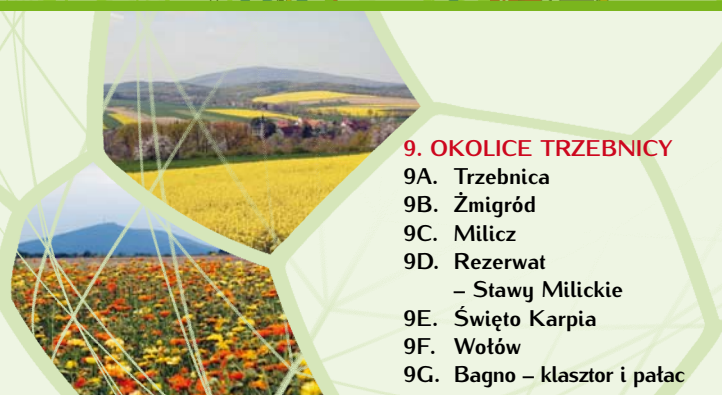 9. OKOLICE TRZEBNICY
9A. Trzebnica
9B. Żmigród
9C. Milicz
9D. Rezerwat
– Stawy Milickie
9E. Święto Karpia
9F. Wołów
9G. Bagno – klasztor i pałac